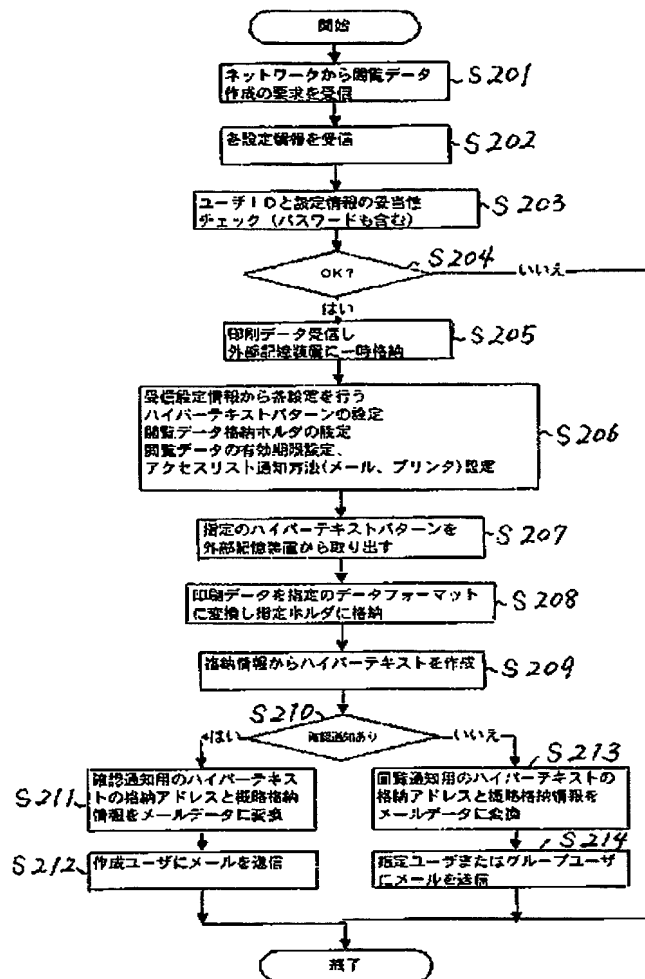 開始
ネットワークから閲覧データ
作成の要求を受信
S201
各設定情報を受信
S202
ユーザIDと設定情報の妥当性
チェック（パスワードも含む）
S203
OK?
S204
いいえ
はい
印刷データ受信し
外部記憶装置に一時格納
S205
受信設定情報から各設定を行う
ハイパーテキストパターンの設定
閲覧データ格納ホルダの設定
閲覧データの有効期限設定、
アクセスリスト通知方法(メール、プリンタ)設定
S206
指定のハイパーテキストパターンを
外部記憶装置から取り出す
S207
印刷データを指定のデータフォーマット
に変換し指定ホルダに格納
S208
格納情報からハイパーテキストを作成
S209
S210
はい
確認通知あり
いいえ
S211
確認通知用のハイパーテキス
トの格納アドレスと概略格納
情報をメールデータに変換
S213
閲覧通知用のハイパーテキストの
格納アドレスと概略格納情報を
メールデータに変換
S212
作成ユーザにメールを送信
S214
指定ユーザまたはグループユーザ
にメールを送信
終了